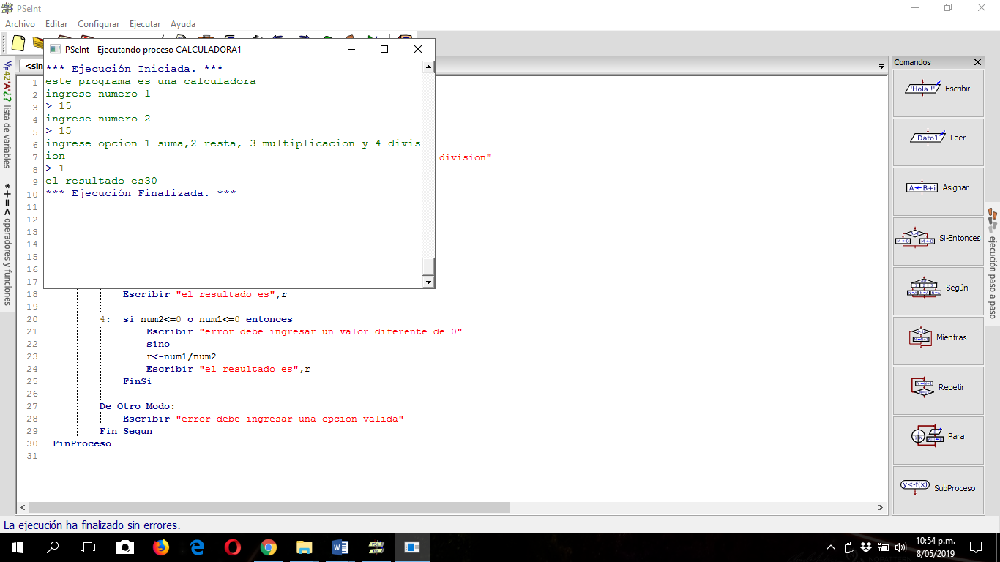 PSeInt
Archivo Editar Configurar Ejecutar Ayuda
PSeInt - Ejecutando proceso CALCULADORA1
<sin
*** Ejecución Iniciada. ***
este programa es una calculadora
ingrese numero 1
> 15
ingrese numero 2
> 15
ingrese opcion 1 suma,2 resta, 3 multiplicacion y 4 divis
ion
> 1
el resultado es30
*** Ejecución Finalizada. ***
lista de variables
*+=< operadores y funciones
1
2
3
4
5
6
7 division"
8
9
10
11
12
13
14
15
16
17
18 Escribir "el resultado es",r
19
20 4: si num2<=0 o num1<=0 entonces
21 Escribir "error debe ingresar un valor diferente de 0"
22 sino
23 r<-num1/num2
24 Escribir "el resultado es",r
25 FinSi
26
27 De Otro Modo:
28 Escribir "error debe ingresar una opcion valida"
29 Fin Segun
30 FinProceso
31
Comandos
'Hola !' Escribir
Dato1 Leer
A←B+i Asignar
Si-Entonces
Según
Mientras
Repetir
Para
y<-f(x) SubProceso
ejecución paso a paso
La ejecución ha finalizado sin errores.
10:54 p.m.
8/05/2019